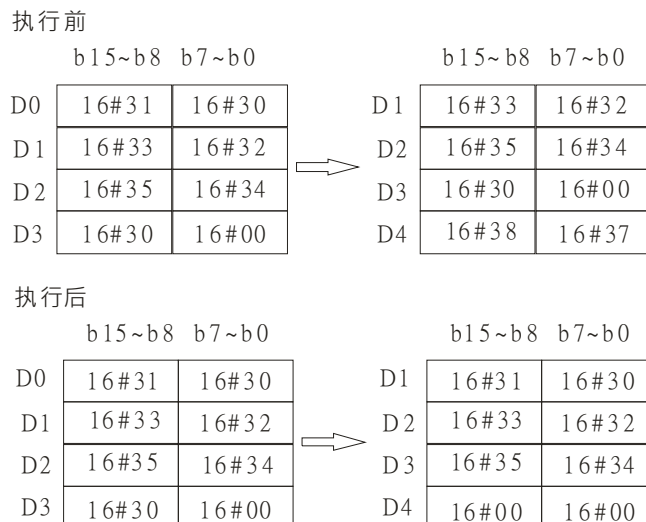 执行前
b15~b8 b7~b0 b15~b8 b7~b0
D0 16#31 16#30 D1 16#33 16#32
D1 16#33 16#32 D2 16#35 16#34
D2 16#35 16#34 D3 16#30 16#00
D3 16#30 16#00 D4 16#38 16#37
执行后
b15~b8 b7~b0 b15~b8 b7~b0
D0 16#31 16#30 D1 16#31 16#30
D1 16#33 16#32 D2 16#33 16#32
D2 16#35 16#34 D3 16#35 16#34
D3 16#30 16#00 D4 16#00 16#00